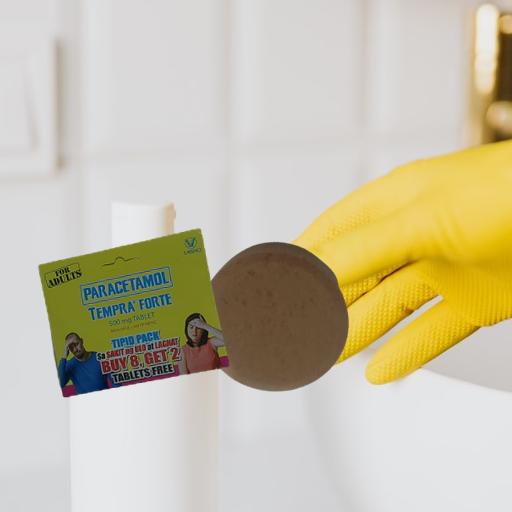 FOR
ADULTS
UNILAB
PARACETAMOL
TEMPRA FORTE
500 mg TABLET
TIPID PACK
Sa SAKIT ng ULO at LAGNAT
BUY 8, GET 2
TABLETS FREE